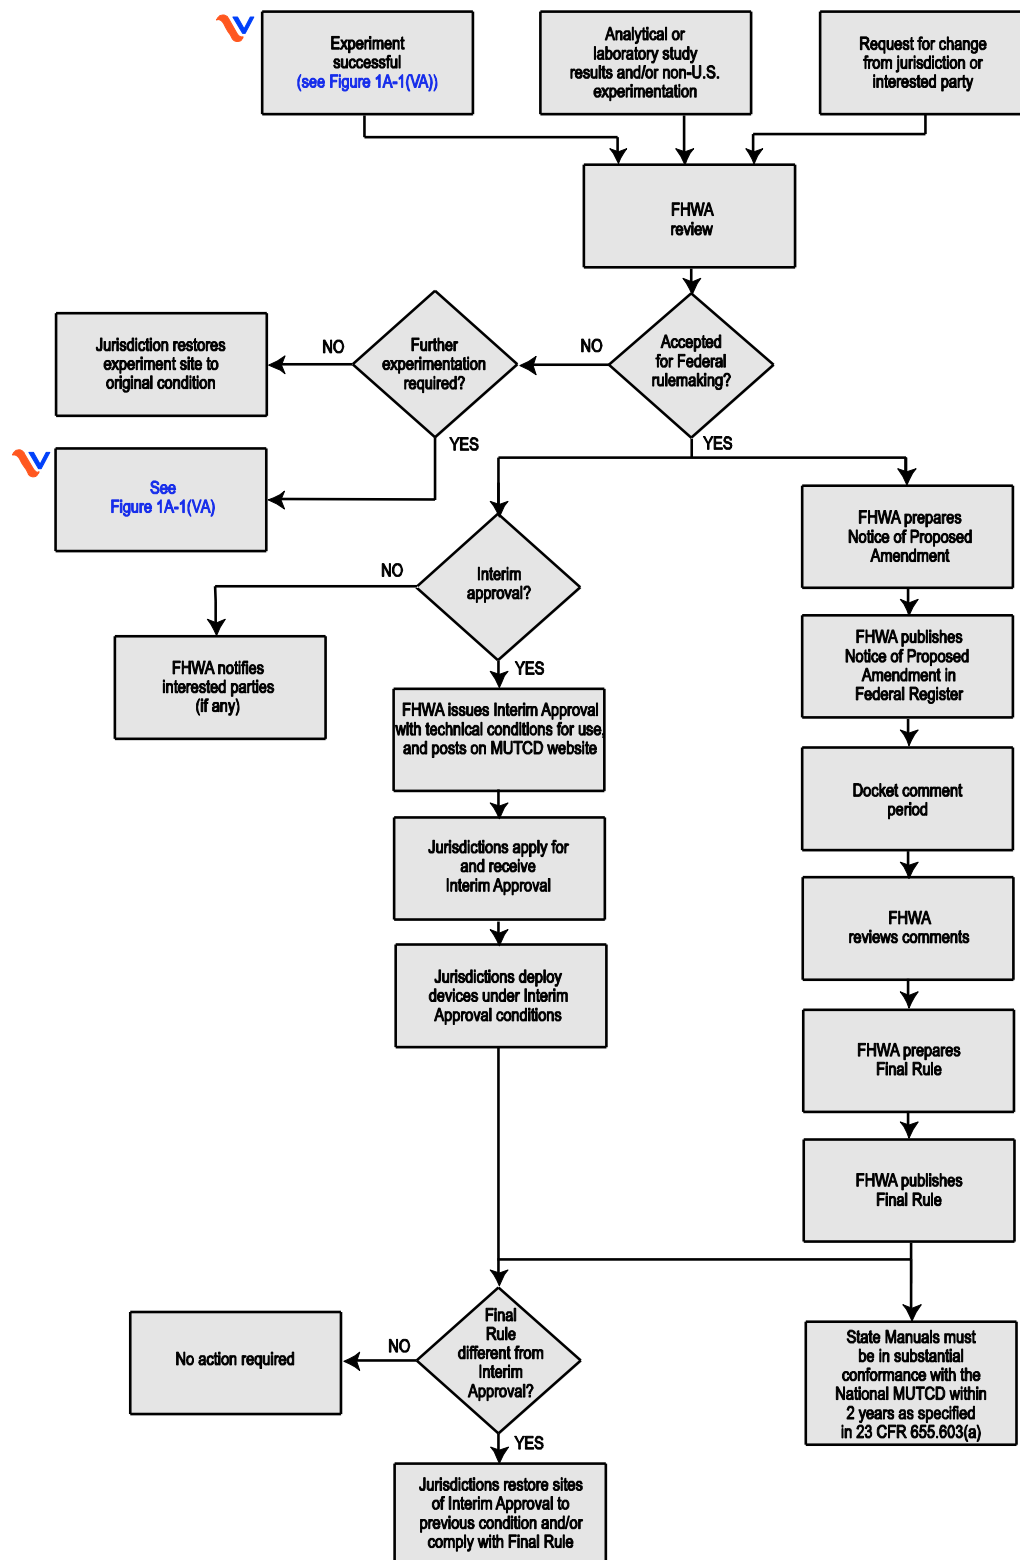 Experiment
successful
(see Figure 1A-1(VA))
Analytical or
laboratory study
results and/or non-U.S.
experimentation
Request for change
from jurisdiction or
interested party
FHWA
review
Jurisdiction restores
experiment site to
original condition
NO
Further
experimentation
required?
NO
Accepted
for Federal
rulemaking?
YES
YES
See
Figure 1A-1(VA)
FHWA prepares
Notice of Proposed
Amendment
NO
Interim
approval?
YES
FHWA notifies
interested parties
(if any)
FHWA publishes
Notice of Proposed
Amendment in
Federal Register
FHWA issues Interim Approval
with technical conditions for use,
and posts on MUTCD website
Docket comment
period
Jurisdictions apply for
and receive
Interim Approval
FHWA
reviews comments
Jurisdictions deploy
devices under Interim
Approval conditions
FHWA prepares
Final Rule
FHWA publishes
Final Rule
No action required
NO
Final
Rule
different from
Interim
Approval?
YES
State Manuals must
be in substantial
conformance with the
National MUTCD within
2 years as specified
in 23 CFR 655.603(a)
Jurisdictions restore sites
of Interim Approval to
previous condition and/or
comply with Final Rule